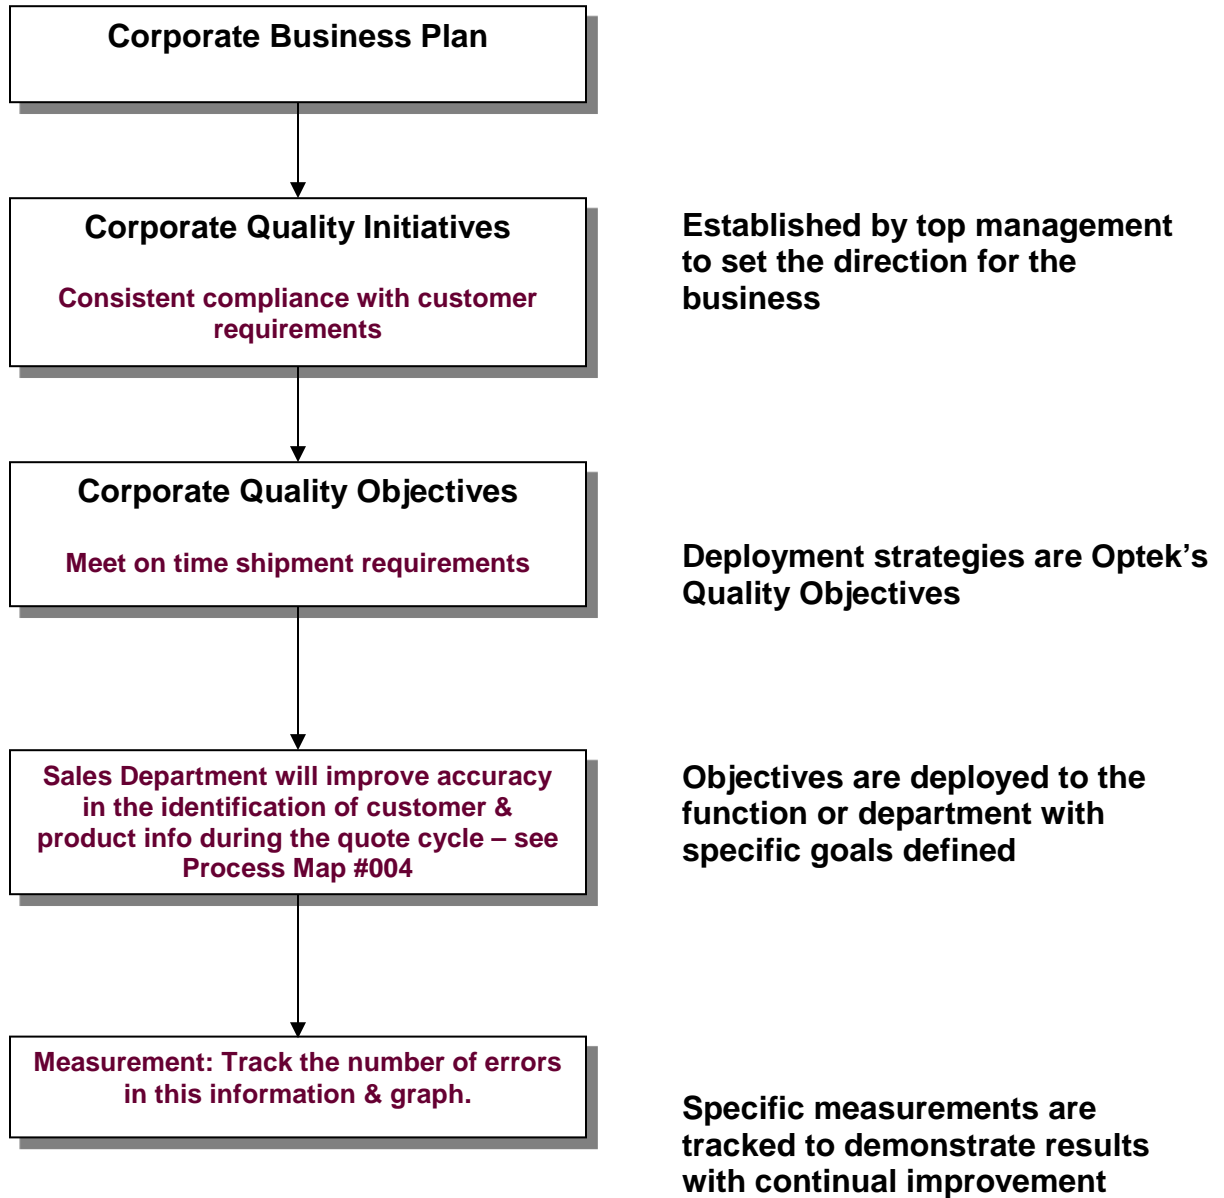 Corporate Business Plan
Corporate Quality Initiatives
Consistent compliance with customer
requirements
Established by top management
to set the direction for the
business
Corporate Quality Objectives
Meet on time shipment requirements
Deployment strategies are Optek’s
Quality Objectives
Sales Department will improve accuracy
in the identification of customer &
product info during the quote cycle – see
Process Map #004
Objectives are deployed to the
function or department with
specific goals defined
Measurement: Track the number of errors
in this information & graph.
Specific measurements are
tracked to demonstrate results
with continual improvement